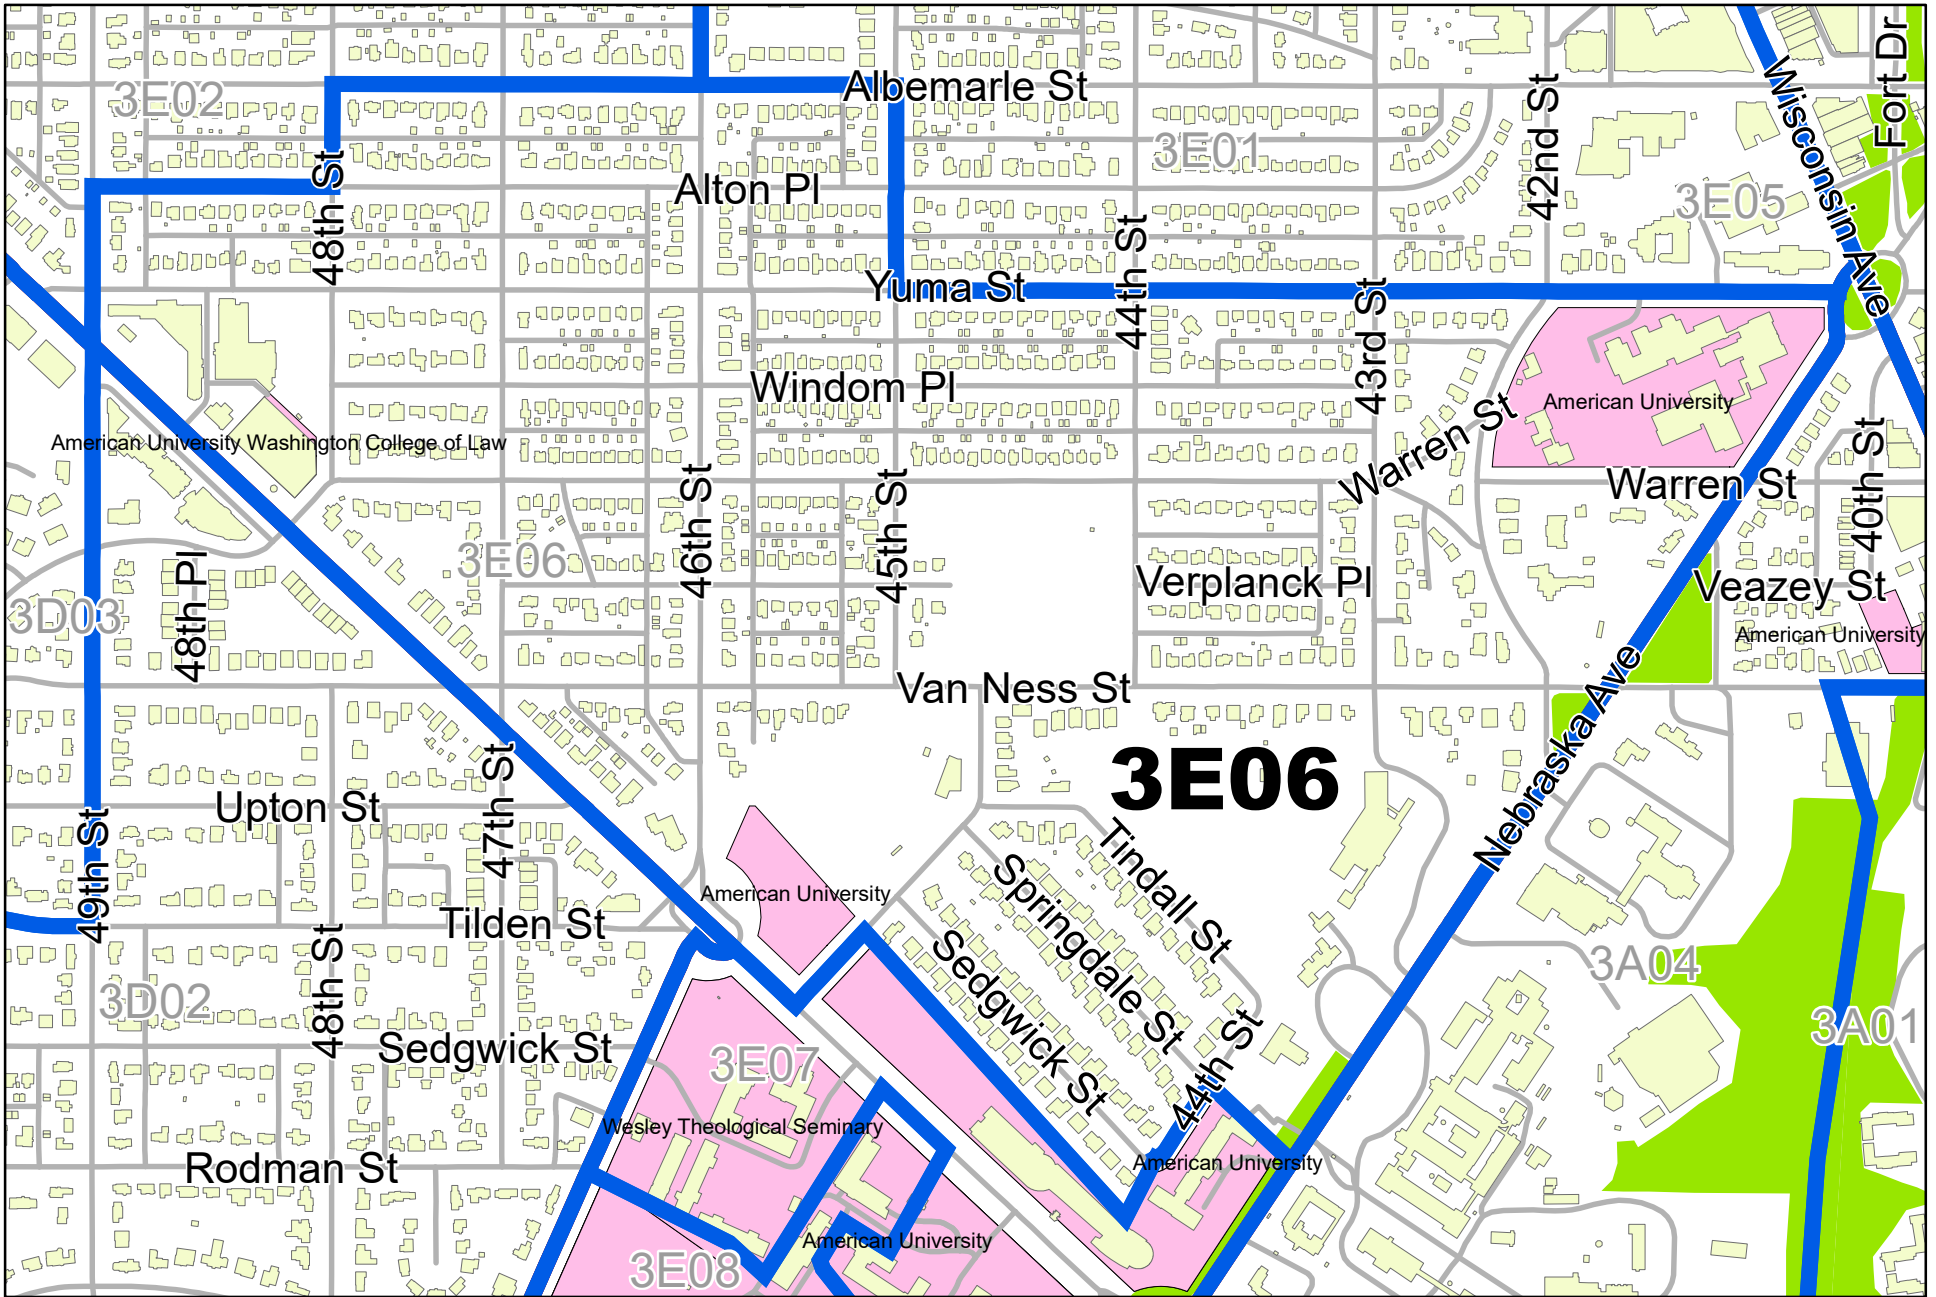 Fort Dr
Wisconsin Ave
Albemarle St
3E02
42nd St
3E01
48th St
Alton Pl
3E05
44th St
Yuma St
43rd St
Windom Pl
American University
Warren St
American University Washington College of Law
40th St
46th St
45th St
Warren St
3E06
48th Pl
Verplanck Pl
Veazey St
3D03
American University
Nebraska Ave
Van Ness St
47th St
3E06
Upton St
49th St
Tindall St
American University
Springdale St
Tilden St
48th St
Sedgwick St
3A04
3D02
3A01
44th St
Sedgwick St
3E07
Wesley Theological Seminary
Rodman St
American University
American University
3E08